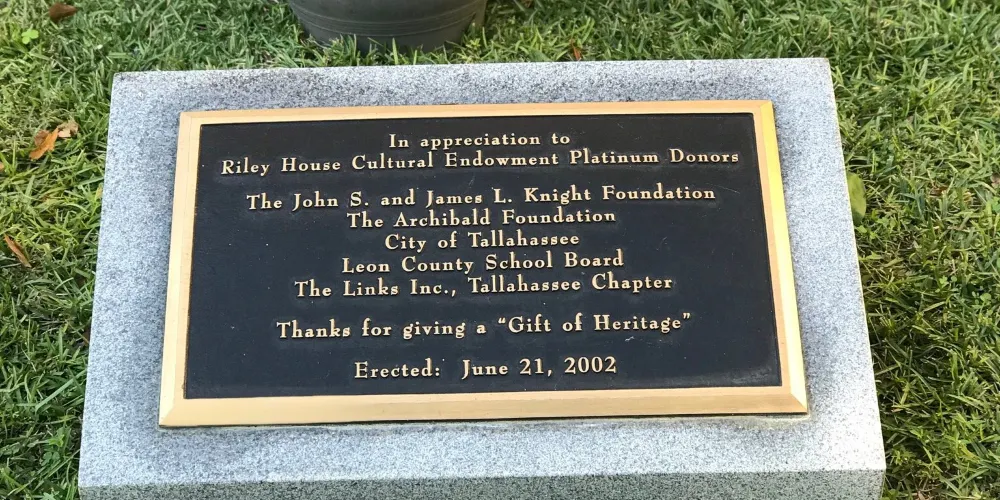 In appreciation to
Riley House Cultural Endowment Platinum Donors
The John S. and James L. Knight Foundation
The Archibald Foundation
City of Tallahassee
Leon County School Board
The Links Inc., Tallahassee Chapter
Thanks for giving a “Gift of Heritage”
Erected: June 21, 2002